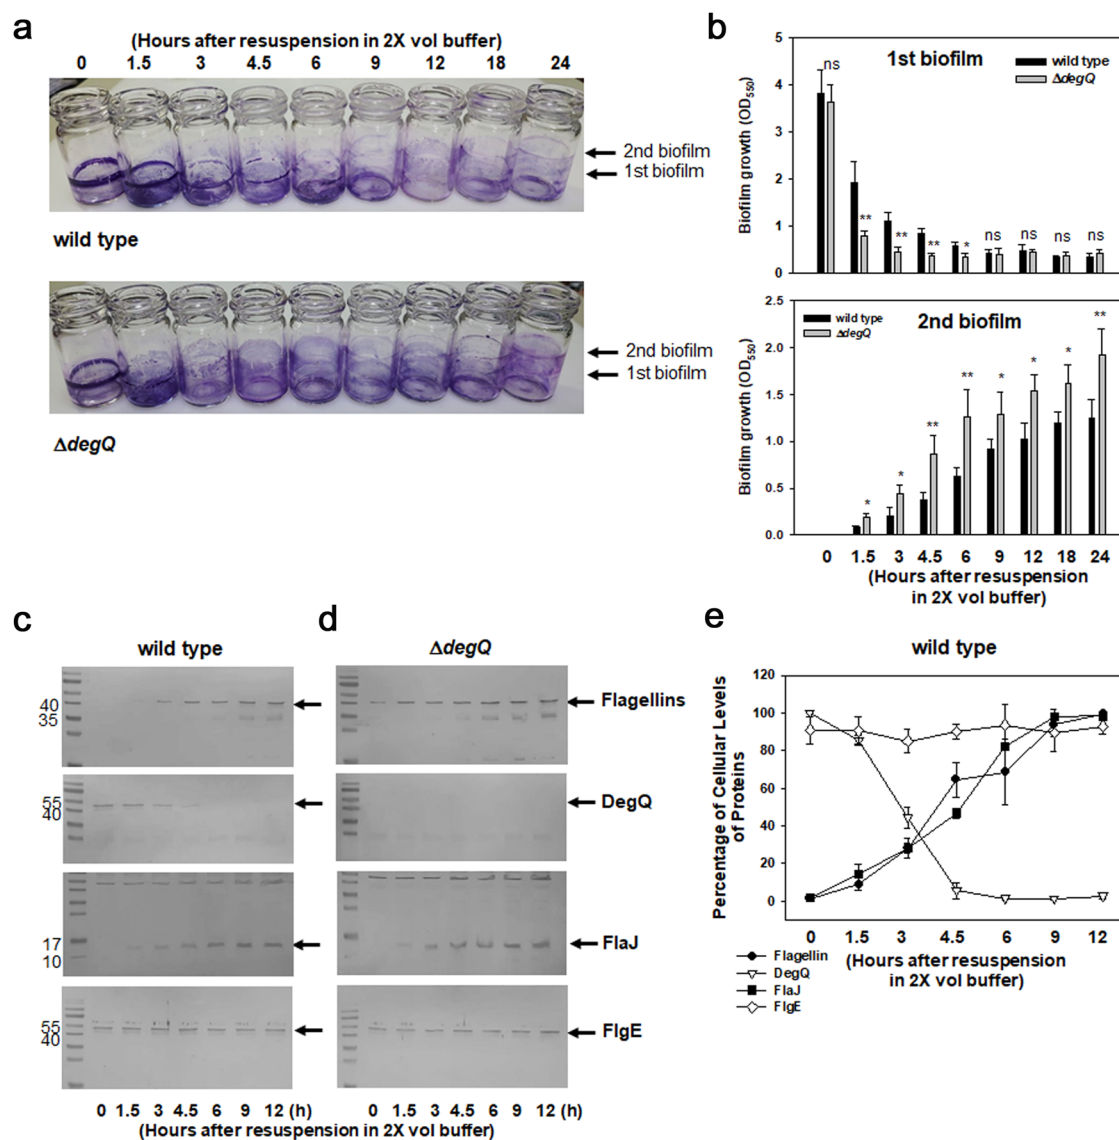 a
(Hours after resuspension in 2X vol buffer)
0 1.5 3 4.5 6 9 12 18 24
2nd biofilm
1st biofilm
wild type
2nd biofilm
1st biofilm
ΔdegQ
b
5
4
3
2
1
0
Biofilm growth (OD550)
1st biofilm
wild type
ΔdegQ
ns
**
**
**
*
ns
ns
ns
ns
2.5
2.0
1.5
1.0
0.5
0.0
Biofilm growth (OD550)
2nd biofilm
wild type
ΔdegQ
*
*
**
**
*
*
*
**
0 1.5 3 4.5 6 9 12 18 24
(Hours after resuspension
in 2X vol buffer)
c
wild type
40
35
55
40
17
10
55
40
0 1.5 3 4.5 6 9 12 (h)
d
ΔdegQ
Flagellins
DegQ
FlaJ
FlgE
0 1.5 3 4.5 6 9 12 (h)
(Hours after resuspension in 2X vol buffer)
e
wild type
120
100
80
60
40
20
0
Percentage of Cellular Levels
of Proteins
0 1.5 3 4.5 6 9 12
(Hours after resuspension
in 2X vol buffer)
Flagellin
DegQ
FlaJ
FlgE